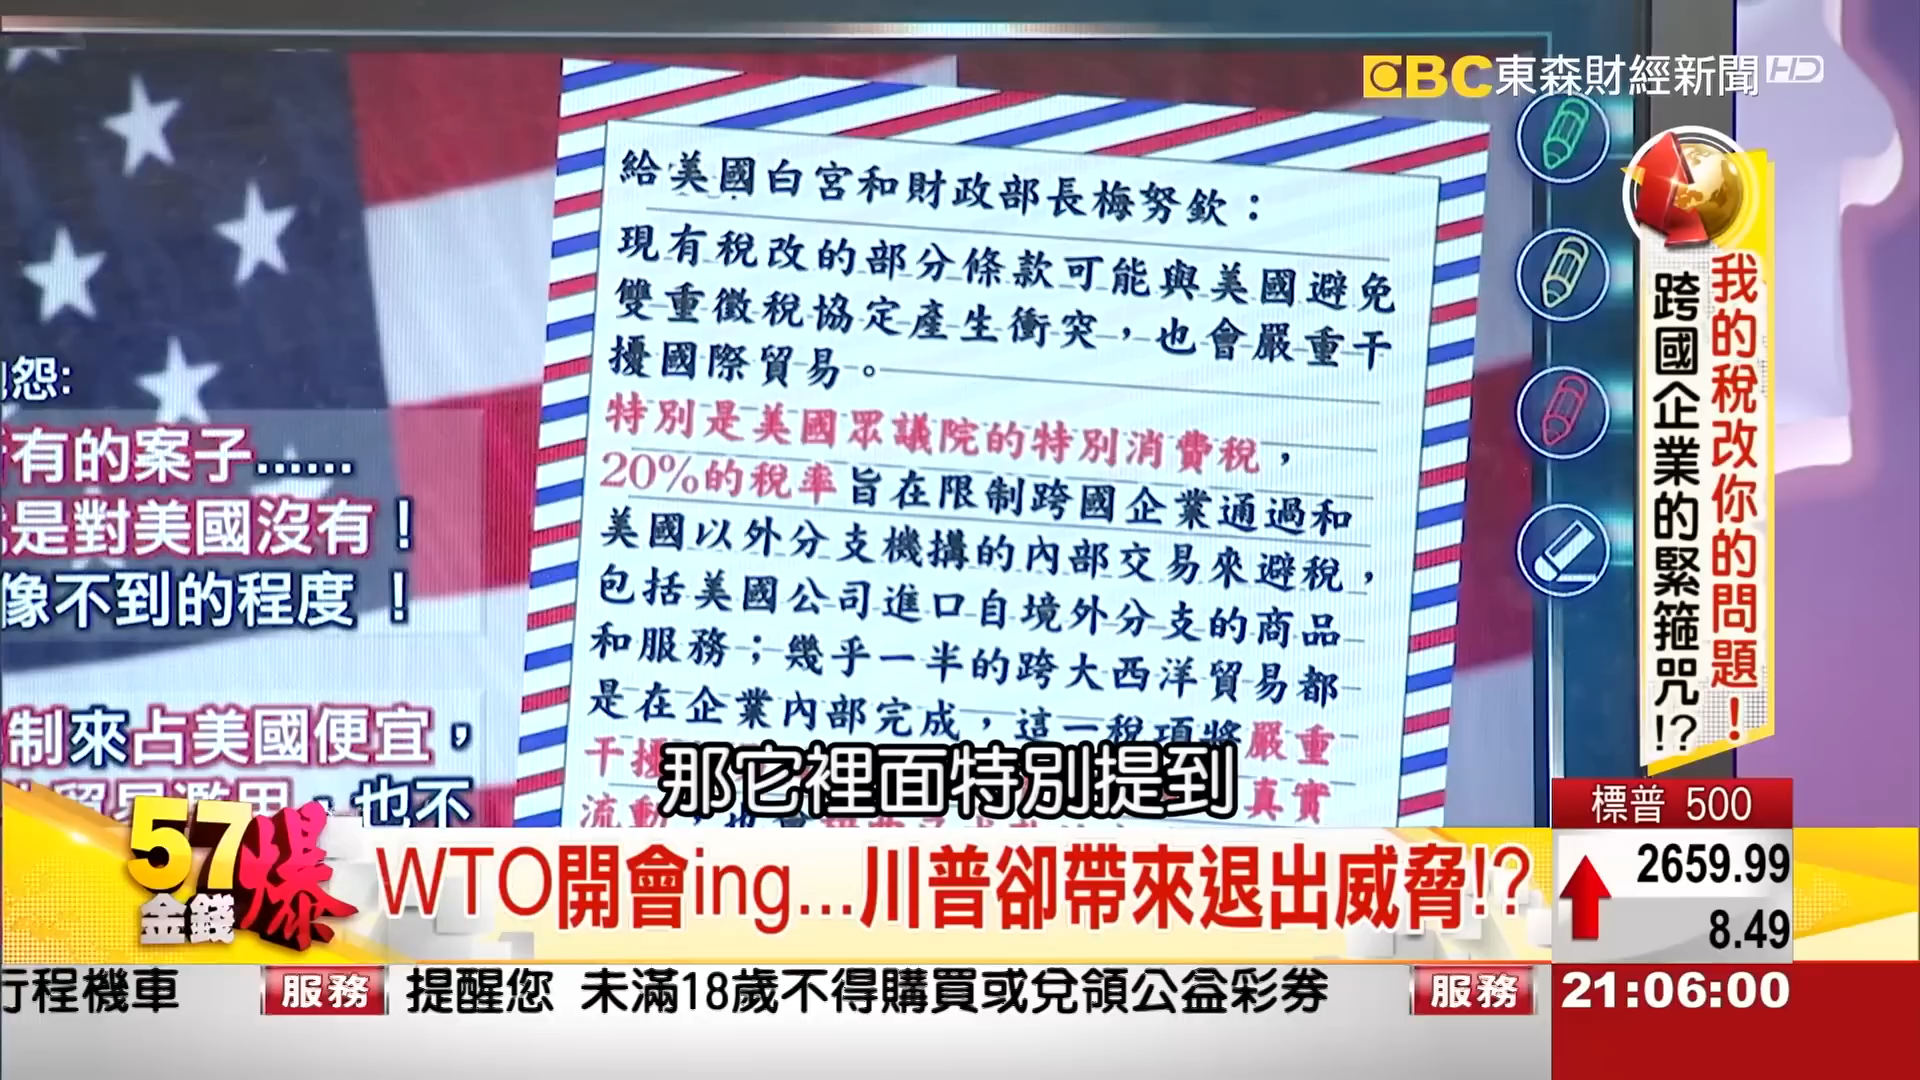 EBC東森財經新聞HD
給美國白宮和財政部長梅努欽：
現有稅改的部分條款可能與美國避免
雙重徵稅協定產生衝突，也會嚴重干
擾國際貿易。
特別是美國眾議院的特別消費稅，
20%的稅率旨在限制跨國企業通過和
美國以外分支機搆的內部交易來避稅，
包括美國公司進口自境外分支的商品
和服務；幾乎一半的跨大西洋貿易都
是在企業內部完成，這一稅項將嚴重
干擾
真實
流動
怨:
有的案子......
是對美國沒有！
像不到的程度！
制來占美國便宜，
也不
我的稅改你的問題！
跨國企業的緊箍咒!?
那它裡面特別提到
57金錢爆
WTO開會ing...川普卻帶來退出威脅!?
標普 500
2659.99
8.49
行程機車
服務
提醒您 未滿18歲不得購買或兌領公益彩券
服務
21:06:00